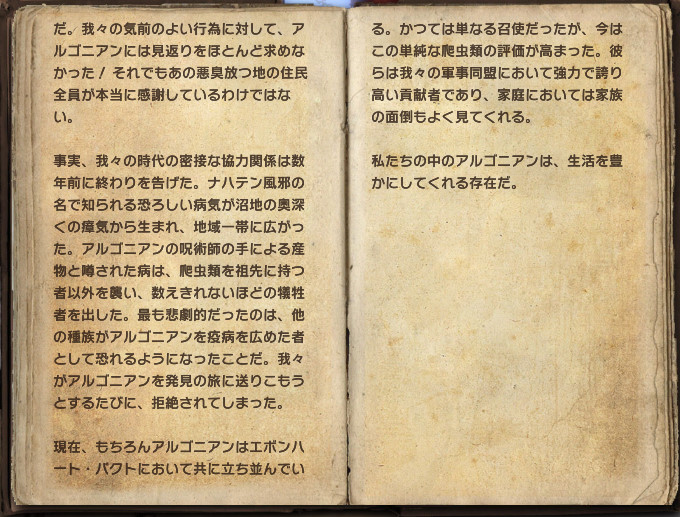 だ。我々の気前のよい行為に対して、ア
ルゴニアンには見返りをほとんど求めな
かった / それでもあの悪臭放つ地の住民
全員が本当に感謝しているわけではな
い。
事実、我々の時代の密接な協力関係は数
年前に終わりを告げた。ナハテン風邪の
名で知られる恐ろしい病気が沼地の奥深
くの瘴気から生まれ、地域一帯に広がっ
た。アルゴニアンの呪術師の手による産
物と噂された病は、爬虫類を祖先に持つ
者以外を襲い、数えきれないほどの犠牲
者を出した。最も悲劇的だったのは、他
の種族がアルゴニアンを疫病を広めた者
として恐れるようになったことだ。我々
がアルゴニアンを発見の旅に送りこもう
とするたびに、拒絶されてしまった。
現在、もちろんアルゴニアンはエボンハ
ート・パクトにおいて共に立ち並んでい
る。かつては単なる召使だったが、今は
この単純な爬虫類の評価が高まった。彼
らは我々の軍事同盟において強力で誇り
高い貢献者であり、家庭においては家族
の面倒もよく見てくれる。
私たちの中のアルゴニアンは、生活を豊
かにしてくれる存在だ。